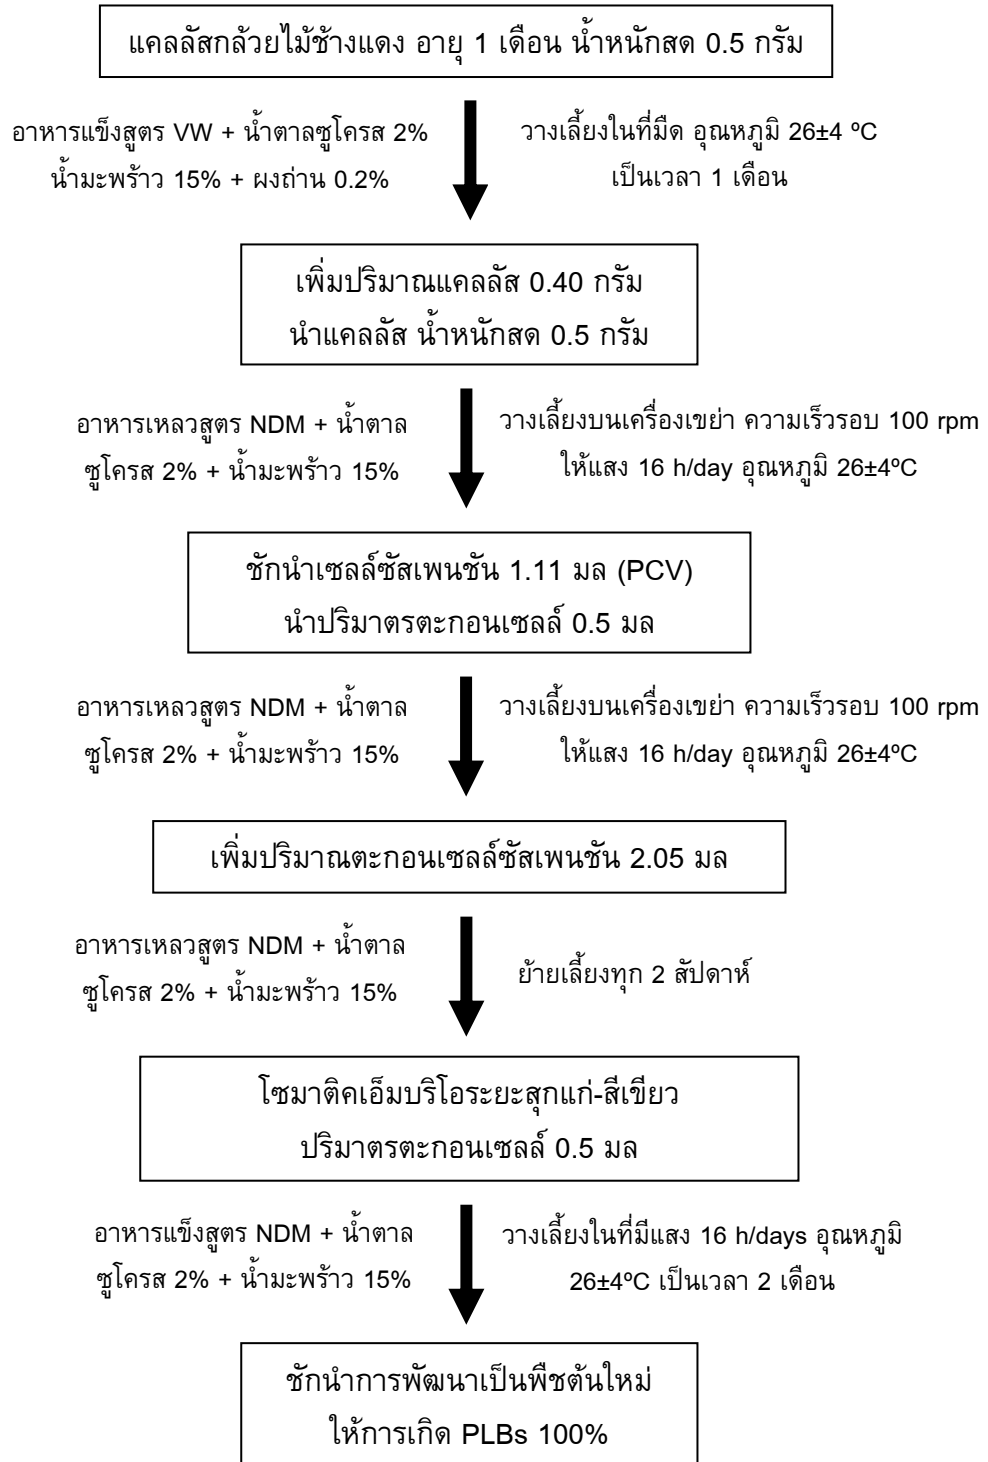 แคลลัสกล้วยไม้ช้างแดง อายุ 1 เดือน น้ำหนักสด 0.5 กรัม
อาหารแข็งสูตร VW + น้ำตาลซูโครส 2%
น้ำมะพร้าว 15% + ผงถ่าน 0.2%
วางเลี้ยงในที่มืด อุณหภูมิ 26±4 ºC
เป็นเวลา 1 เดือน
เพิ่มปริมาณแคลลัส 0.40 กรัม
นำแคลลัส น้ำหนักสด 0.5 กรัม
อาหารเหลวสูตร NDM + น้ำตาล
ซูโครส 2% + น้ำมะพร้าว 15%
วางเลี้ยงบนเครื่องเขย่า ความเร็วรอบ 100 rpm
ให้แสง 16 h/day อุณหภูมิ 26±4ºC
ชักนำเซลล์ซัสเพนชัน 1.11 มล (PCV)
นำปริมาตรตะกอนเซลล์ 0.5 มล
อาหารเหลวสูตร NDM + น้ำตาล
ซูโครส 2% + น้ำมะพร้าว 15%
วางเลี้ยงบนเครื่องเขย่า ความเร็วรอบ 100 rpm
ให้แสง 16 h/day อุณหภูมิ 26±4ºC
เพิ่มปริมาณตะกอนเซลล์ซัสเพนชัน 2.05 มล
อาหารเหลวสูตร NDM + น้ำตาล
ซูโครส 2% + น้ำมะพร้าว 15%
ย้ายเลี้ยงทุก 2 สัปดาห์
โซมาติคเอ็มบริโอระยะสุกแก่-สีเขียว
ปริมาตรตะกอนเซลล์ 0.5 มล
อาหารแข็งสูตร NDM + น้ำตาล
ซูโครส 2% + น้ำมะพร้าว 15%
วางเลี้ยงในที่มีแสง 16 h/days อุณหภูมิ
26±4ºC เป็นเวลา 2 เดือน
ชักนำการพัฒนาเป็นพืชต้นใหม่
ให้การเกิด PLBs 100%